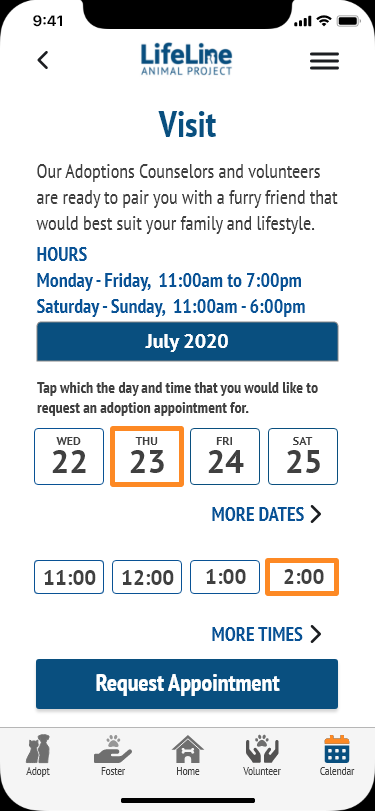 9:41
LifeLine
ANIMAL PROJECT
Visit
Our Adoptions Counselors and volunteers
are ready to pair you with a furry friend that
would best suit your family and lifestyle.
HOURS
Monday - Friday, 11:00am to 7:00pm
Saturday - Sunday, 11:00am - 6:00pm
July 2020
Tap which the day and time that you would like to
request an adoption appointment for.
WED THU FRI SAT
22 23 24 25
MORE DATES
11:00 12:00 1:00 2:00
MORE TIMES
Request Appointment
Adopt Foster Home Volunteer Calendar